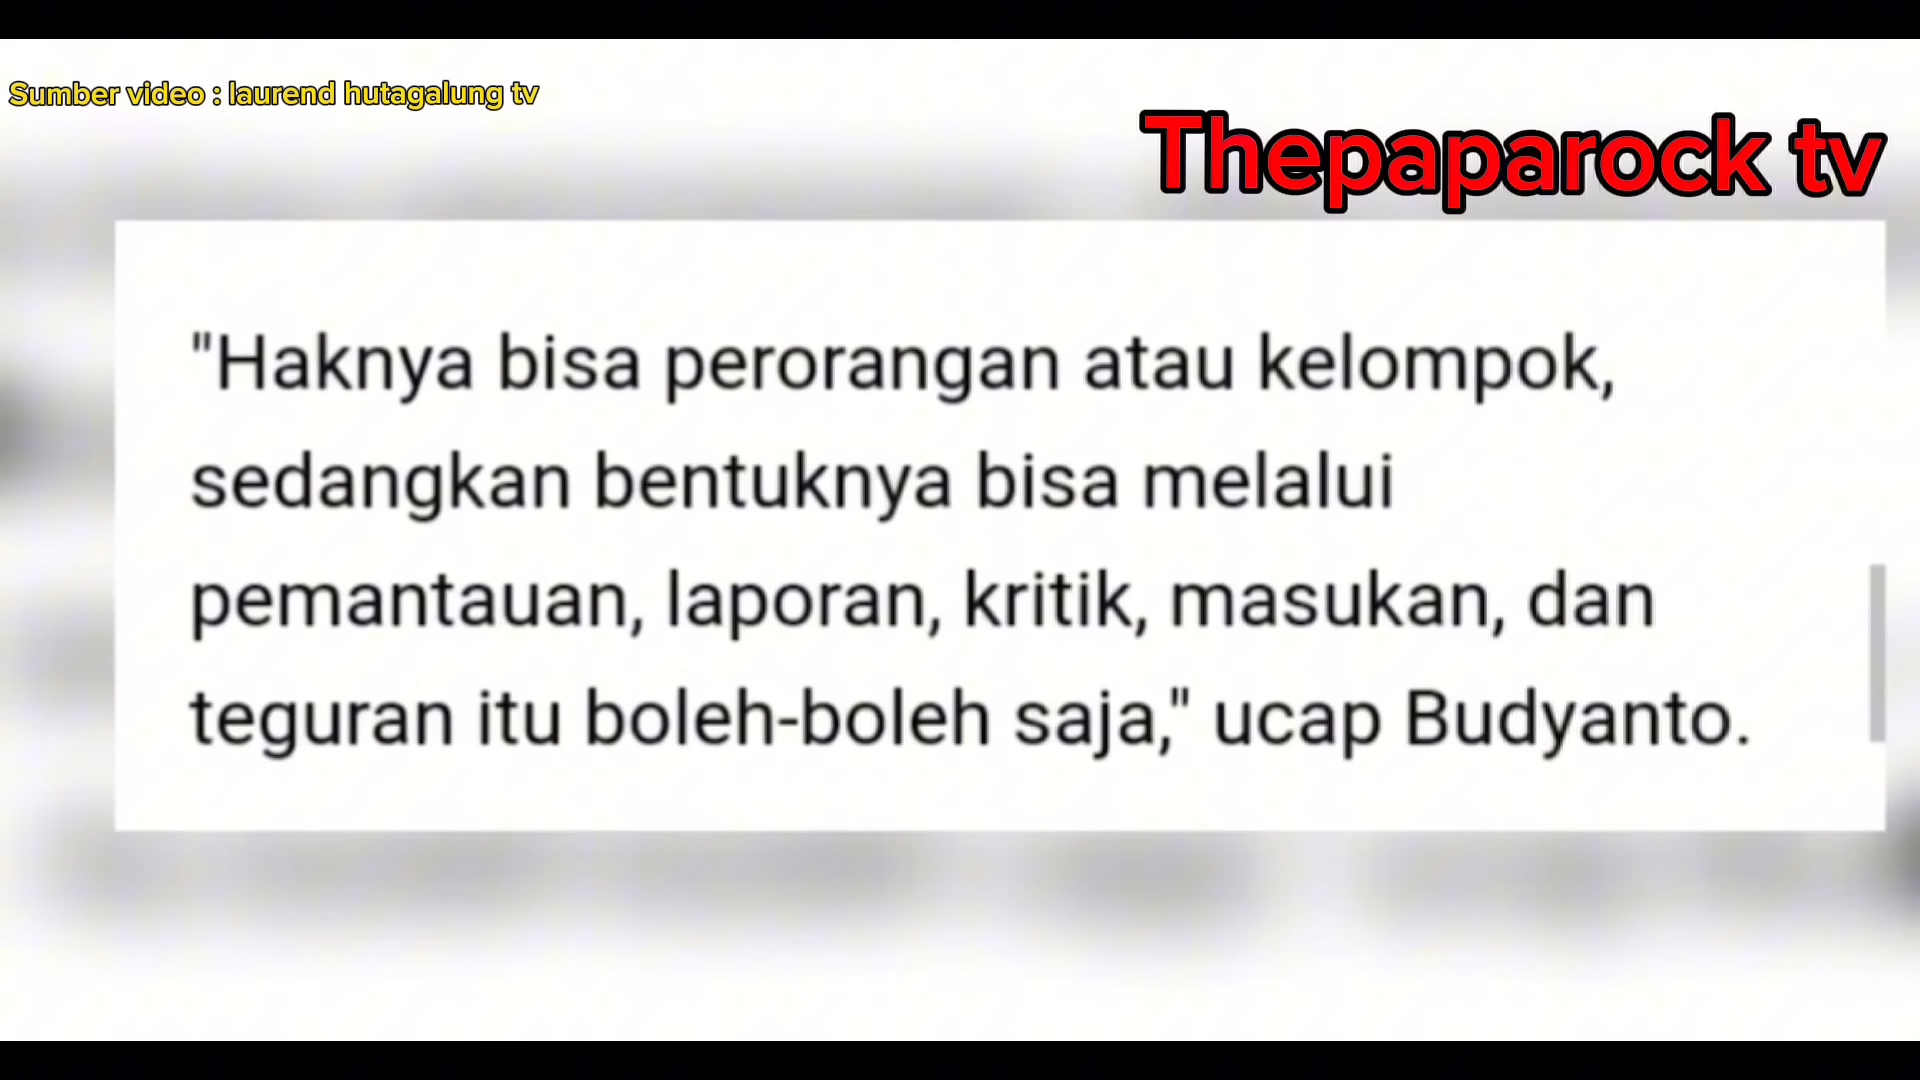 Sumber video : laurend hutagalung tv
Thepaparock tv
"Haknya bisa perorangan atau kelompok,
sedangkan bentuknya bisa melalui
pemantauan, laporan, kritik, masukan, dan
teguran itu boleh-boleh saja," ucap Budyanto.